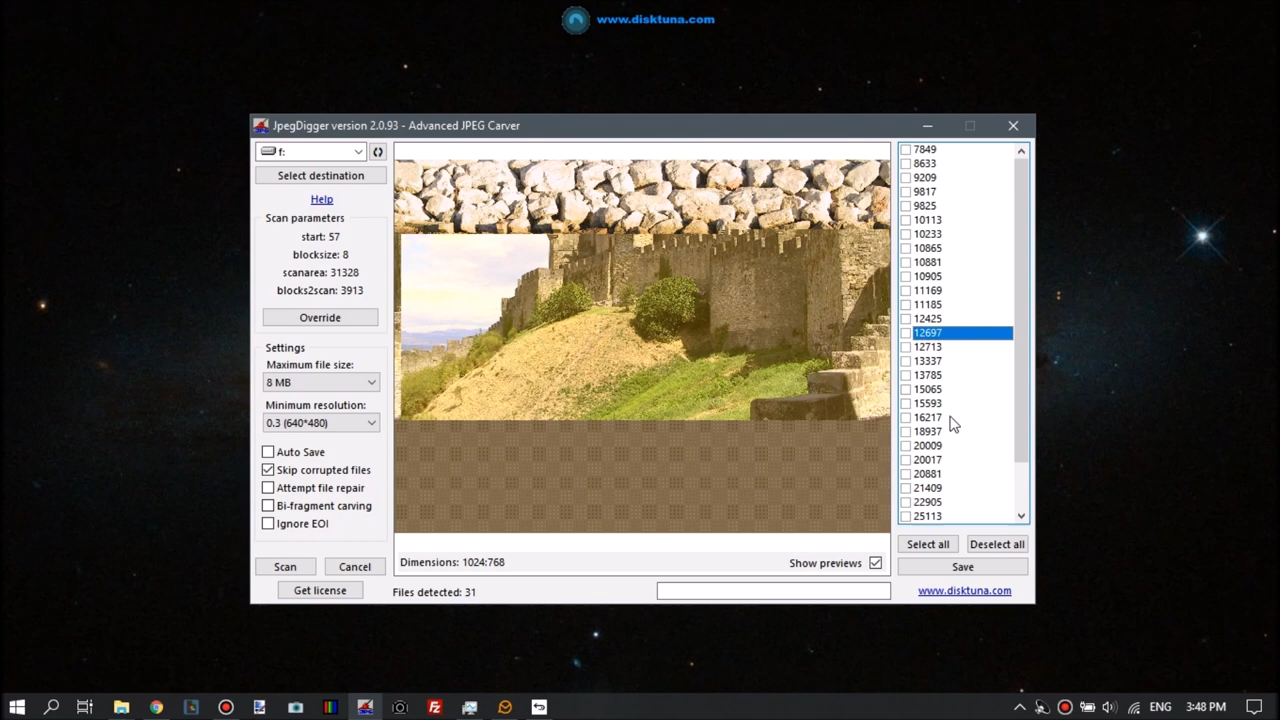 www.disktuna.com
JpegDigger version 2.0.93 - Advanced JPEG Carver
f:
Select destination
Help
Scan parameters
start: 57
blocksize: 8
scanarea: 31328
blocks2scan: 3913
Override
Settings
Maximum file size:
8 MB
Minimum resolution:
0.3 (640*480)
Auto Save
Skip corrupted files
Attempt file repair
Bi-fragment carving
Ignore EOI
Scan
Cancel
Get license
Dimensions: 1024:768
Show previews
Files detected: 31
7849
8633
9209
9817
9825
10113
10233
10865
10881
10905
11169
11185
12425
12697
12713
13337
13785
15065
15593
16217
18937
20009
20017
20881
21409
22905
25113
Select all
Deselect all
Save
www.disktuna.com
ENG
3:48 PM